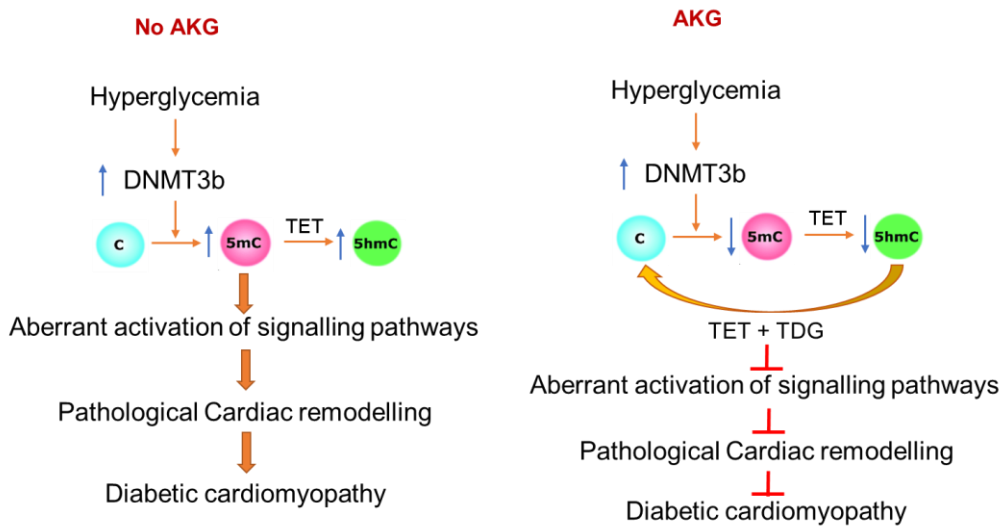 No AKG
Hyperglycemia
DNMT3b
C
5mC
TET
5hmC
Aberrant activation of signalling pathways
Pathological Cardiac remodelling
Diabetic cardiomyopathy
AKG
Hyperglycemia
DNMT3b
C
5mC
TET
5hmC
TET + TDG
Aberrant activation of signalling pathways
Pathological Cardiac remodelling
Diabetic cardiomyopathy